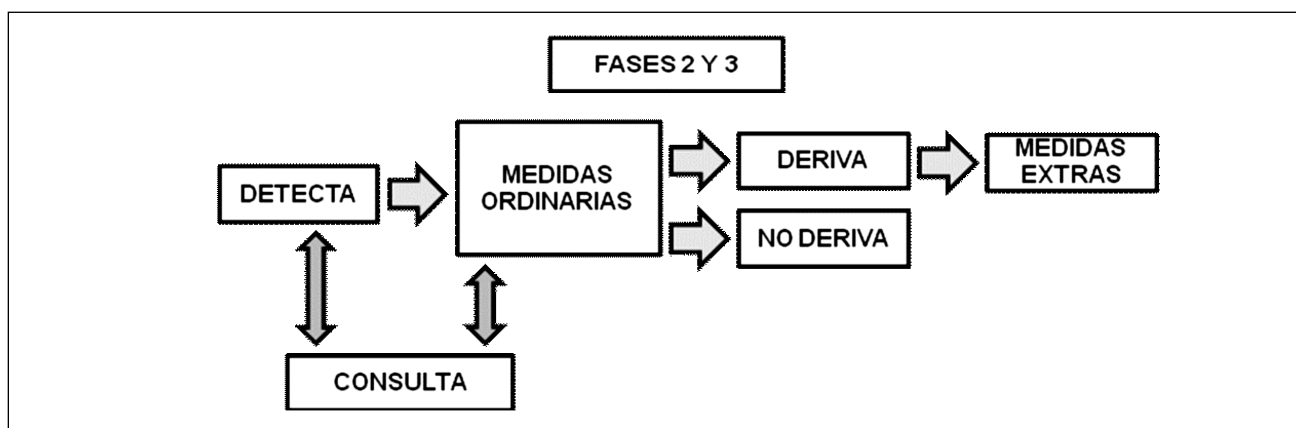 FASES 2 Y 3
DETECTA
MEDIDAS
ORDINARIAS
DERIVA
MEDIDAS
EXTRAS
NO DERIVA
CONSULTA